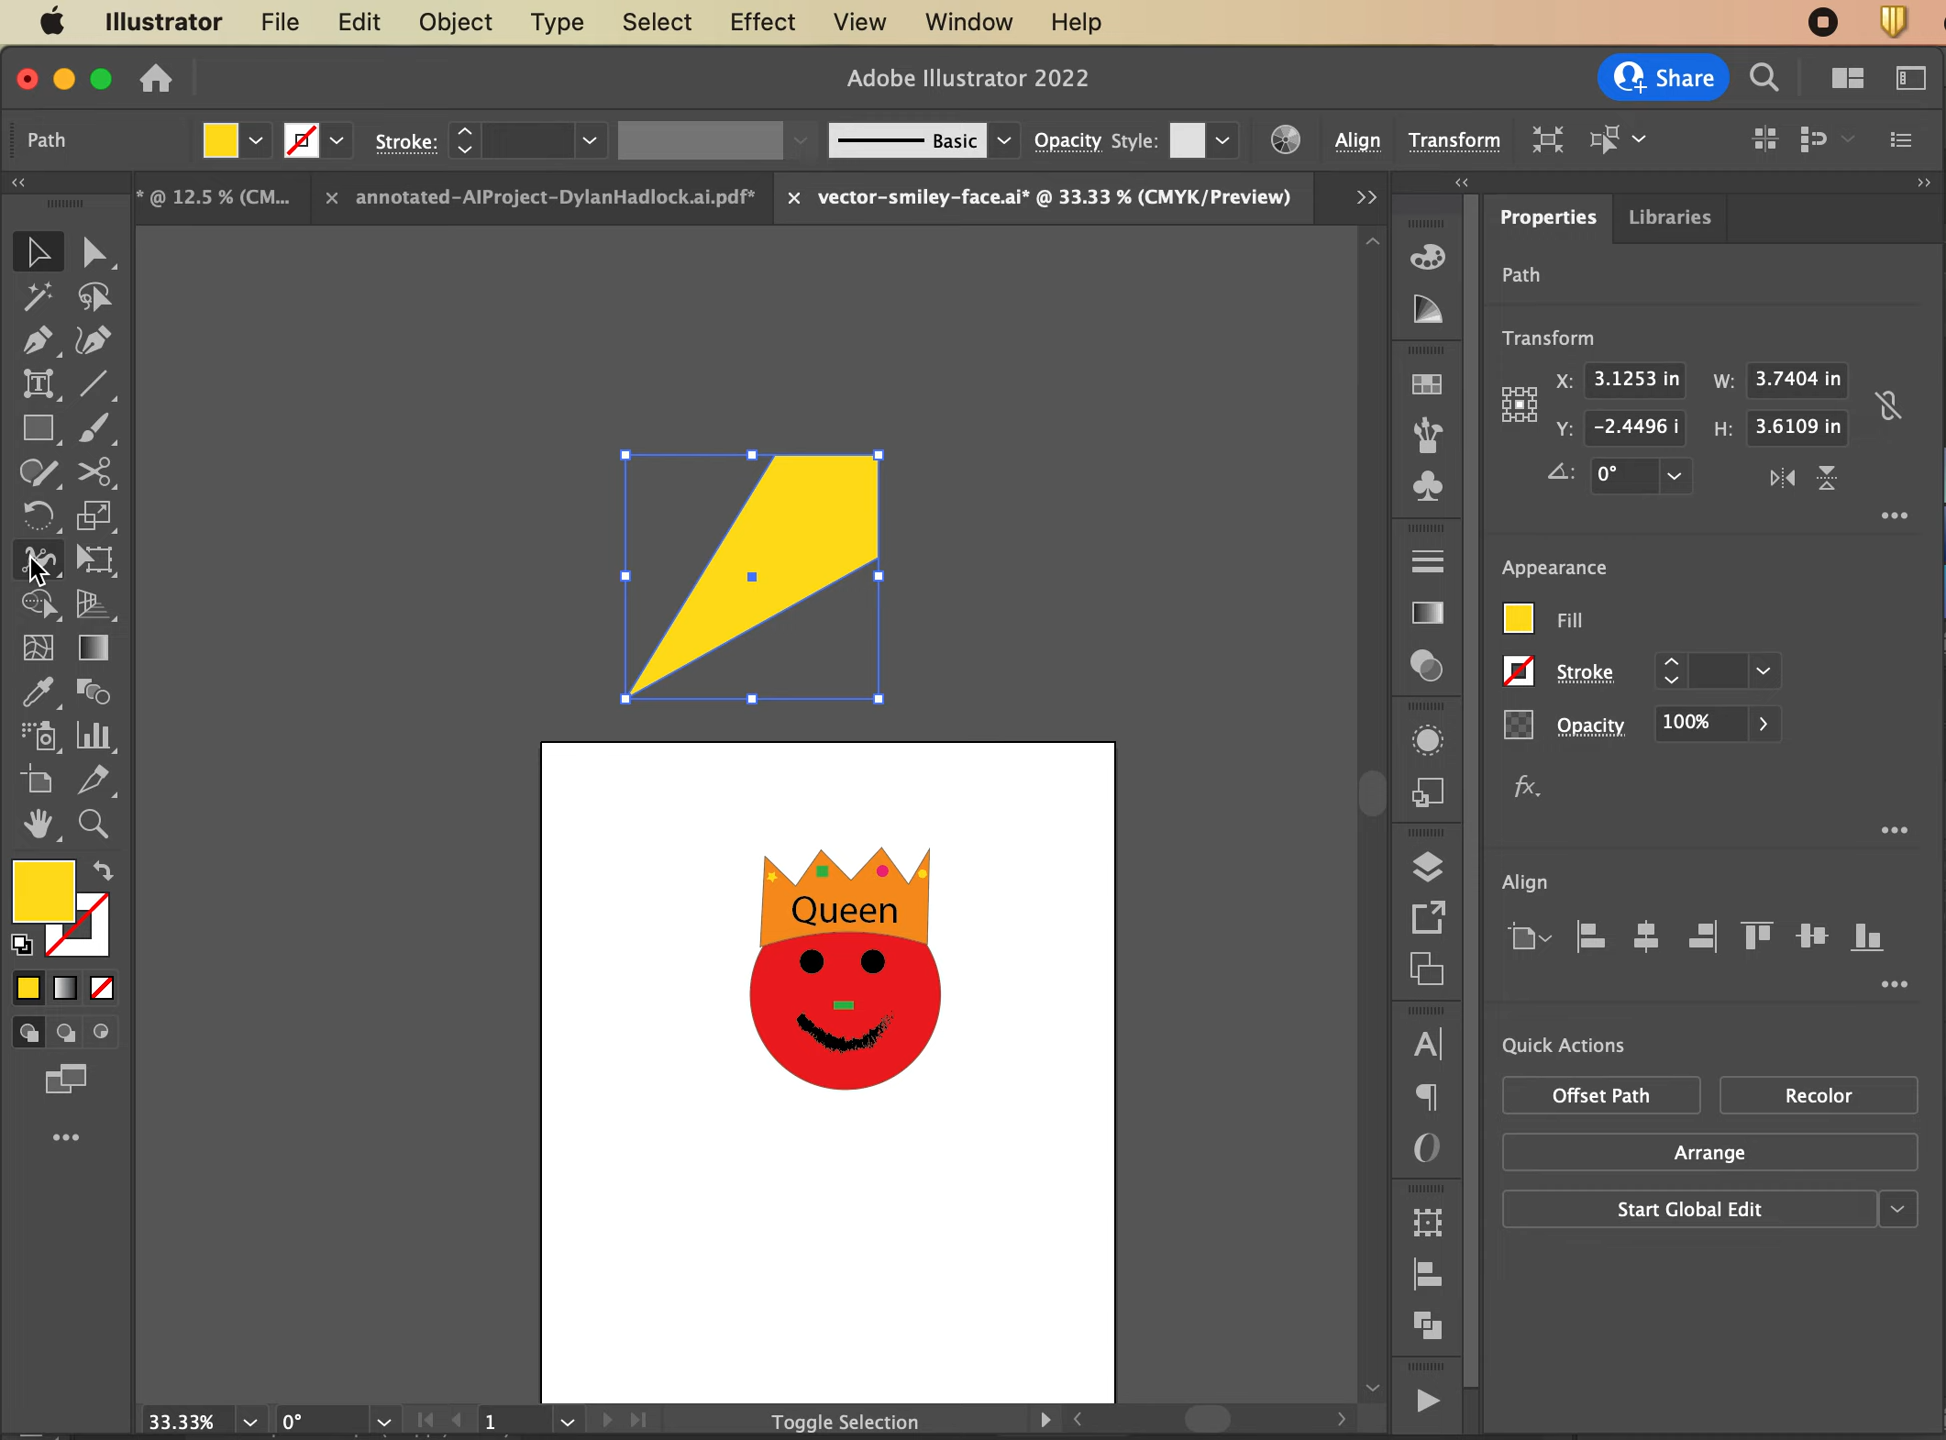 Illustrator File Edit Object Type Select Effect View Window Help
Adobe Illustrator 2022
Share
Path Stroke: Basic Opacity Style: Align Transform
* @ 12.5 % (CM... × annotated-AIProject-DylanHadlock.ai.pdf* × vector-smiley-face.ai* @ 33.33 % (CMYK/Preview)
Properties Libraries
Path
Transform
X: 3.1253 in W: 3.7404 in
Y: -2.4496 i H: 3.6109 in
0°
Appearance
Fill
Stroke
Opacity 100%
fx
Align
Quick Actions
Offset Path Recolor
Arrange
Start Global Edit
Queen
33.33% 0° 1 Toggle Selection